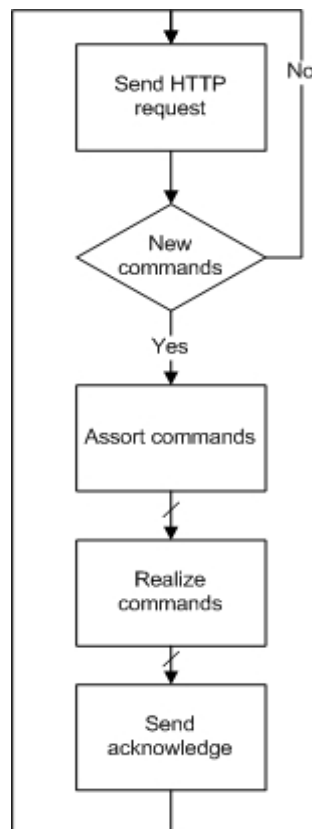 Send HTTP
request
No
New
commands
Yes
Assort commands
Realize
commands
Send
acknowledge